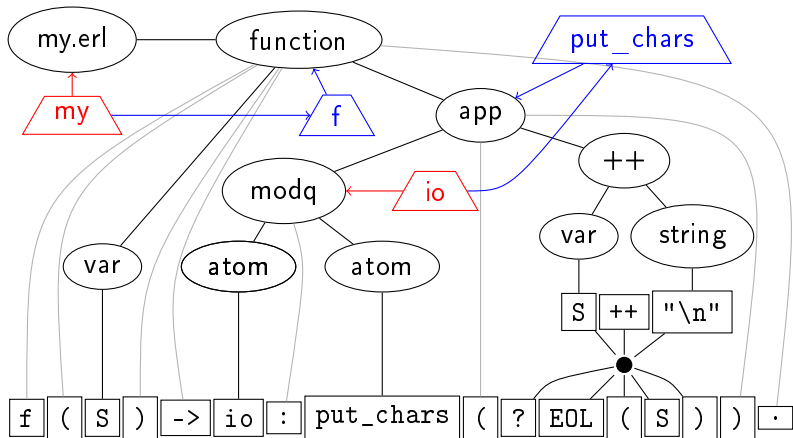 my.erl function put_chars
my f app
++
modq io
var string
var atom atom
S ++ "\n"
f ( S ) -> io : put_chars ( ? EOL ( S ) ) .